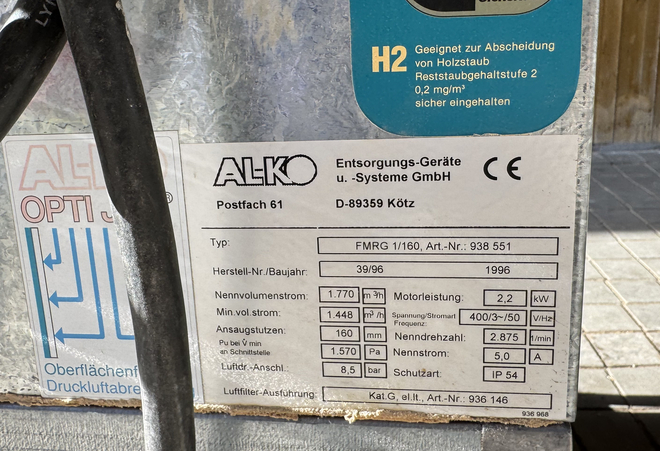 H2
Geeignet zur Abscheidung
von Holzstaub
Reststaubgehaltstufe 2
0,2 mg/m³
sicher eingehalten
AL-KO
OPTI J
®
Oberflächenf
Druckluftabre
AL-KO
Entsorgungs-Geräte
u. -Systeme GmbH
CE
Postfach 61 D-89359 Kötz
Typ: FMRG 1/160, Art.-Nr.: 938 551
Herstell-Nr./Baujahr: 39/96 1996
Nennvolumenstrom: 1.770 m³/h Motorleistung: 2,2 kW
Min.vol.strom: 1.448 m³/h Spannung/Stromart Frequenz: 400/3~/50 V/Hz
Ansaugstutzen: 160 mm Nenndrehzahl: 2.875 1/min
Pu bei V̇ min
an Schnittstelle 1.570 Pa Nennstrom: 5,0 A
Luftdr.-Anschl.: 8,5 bar Schutzart: IP 54
Luftfilter-Ausführung: Kat.G, el.lt., Art.-Nr.: 936 146
936 968